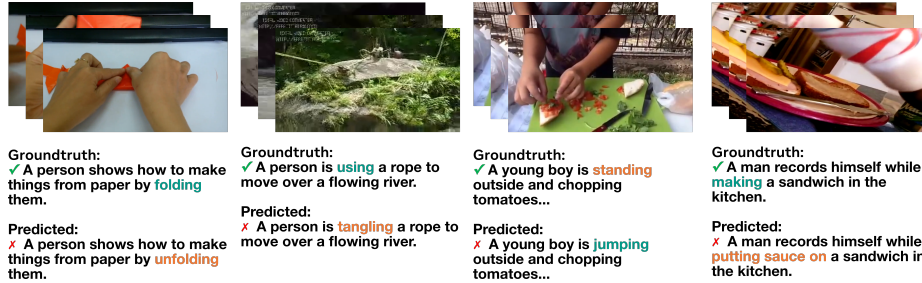 Groundtruth:
✓ A person shows how to make
things from paper by folding
them.
Predicted:
✗ A person shows how to make
things from paper by unfolding
them.
Groundtruth:
✓ A person is using a rope to
move over a flowing river.
Predicted:
✗ A person is tangling a rope to
move over a flowing river.
Groundtruth:
✓ A young boy is standing
outside and chopping
tomatoes...
Predicted:
✗ A young boy is jumping
outside and chopping
tomatoes...
Groundtruth:
✓ A man records himself while
making a sandwich in the
kitchen.
Predicted:
✗ A man records himself while
putting sauce on a sandwich in
the kitchen.